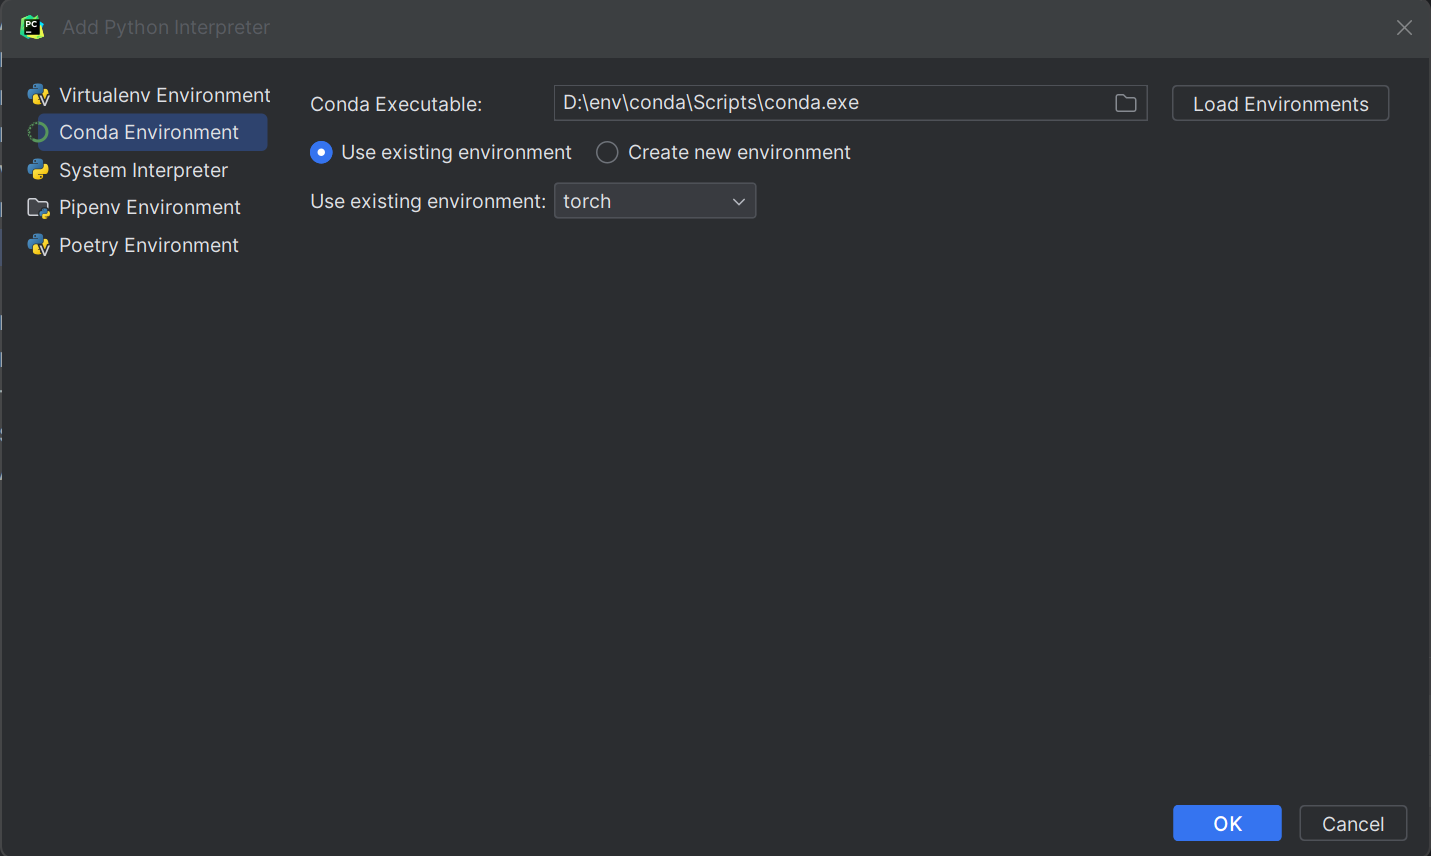 Add Python Interpreter
Virtualenv Environment
Conda Environment
System Interpreter
Pipenv Environment
Poetry Environment
Conda Executable: D:\env\conda\Scripts\conda.exe Load Environments
Use existing environment Create new environment
Use existing environment: torch
OK Cancel